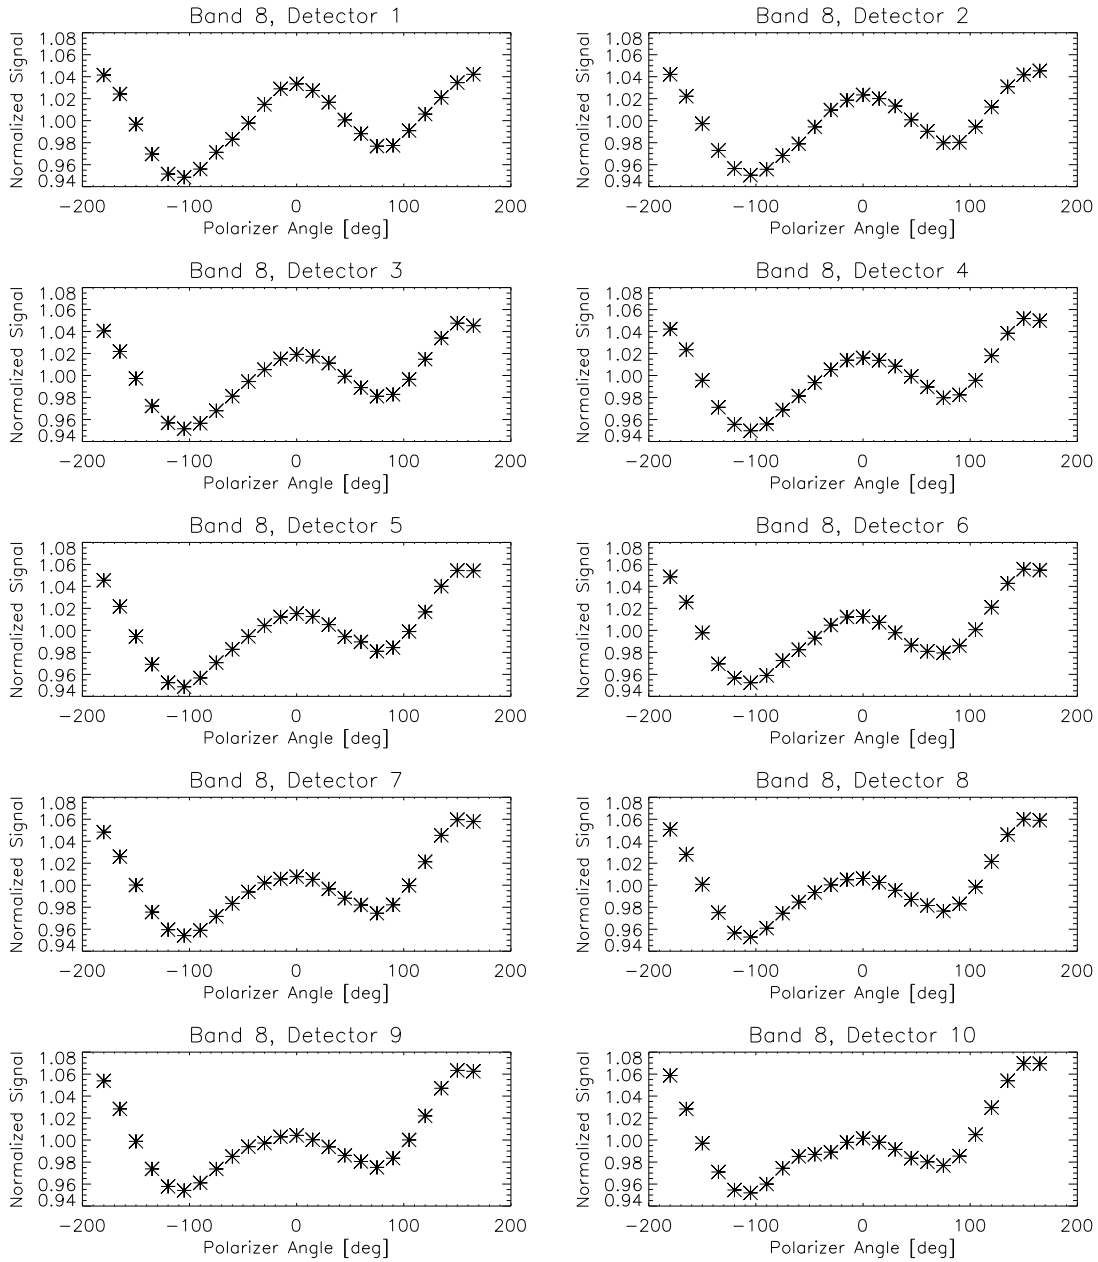 Band 8, Detector 1
Normalized Signal
1.08
1.06
1.04
1.02
1.00
0.98
0.96
0.94
−200 −100 0 100 200
Polarizer Angle [deg]
Band 8, Detector 2
Normalized Signal
1.08
1.06
1.04
1.02
1.00
0.98
0.96
0.94
−200 −100 0 100 200
Polarizer Angle [deg]
Band 8, Detector 3
Normalized Signal
1.08
1.06
1.04
1.02
1.00
0.98
0.96
0.94
−200 −100 0 100 200
Polarizer Angle [deg]
Band 8, Detector 4
Normalized Signal
1.08
1.06
1.04
1.02
1.00
0.98
0.96
0.94
−200 −100 0 100 200
Polarizer Angle [deg]
Band 8, Detector 5
Normalized Signal
1.08
1.06
1.04
1.02
1.00
0.98
0.96
0.94
−200 −100 0 100 200
Polarizer Angle [deg]
Band 8, Detector 6
Normalized Signal
1.08
1.06
1.04
1.02
1.00
0.98
0.96
0.94
−200 −100 0 100 200
Polarizer Angle [deg]
Band 8, Detector 7
Normalized Signal
1.08
1.06
1.04
1.02
1.00
0.98
0.96
0.94
−200 −100 0 100 200
Polarizer Angle [deg]
Band 8, Detector 8
Normalized Signal
1.08
1.06
1.04
1.02
1.00
0.98
0.96
0.94
−200 −100 0 100 200
Polarizer Angle [deg]
Band 8, Detector 9
Normalized Signal
1.08
1.06
1.04
1.02
1.00
0.98
0.96
0.94
−200 −100 0 100 200
Polarizer Angle [deg]
Band 8, Detector 10
Normalized Signal
1.08
1.06
1.04
1.02
1.00
0.98
0.96
0.94
−200 −100 0 100 200
Polarizer Angle [deg]